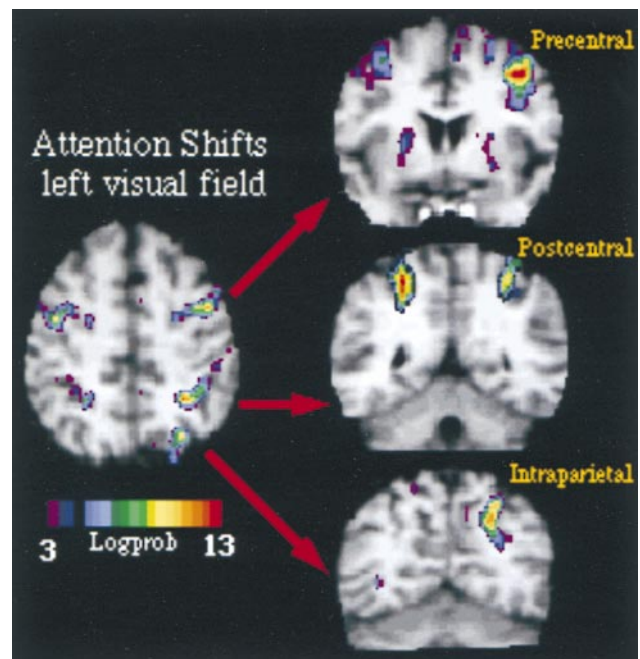 Precentral
Attention Shifts
left visual field
Postcentral
Intraparietal
3 Logprob 13